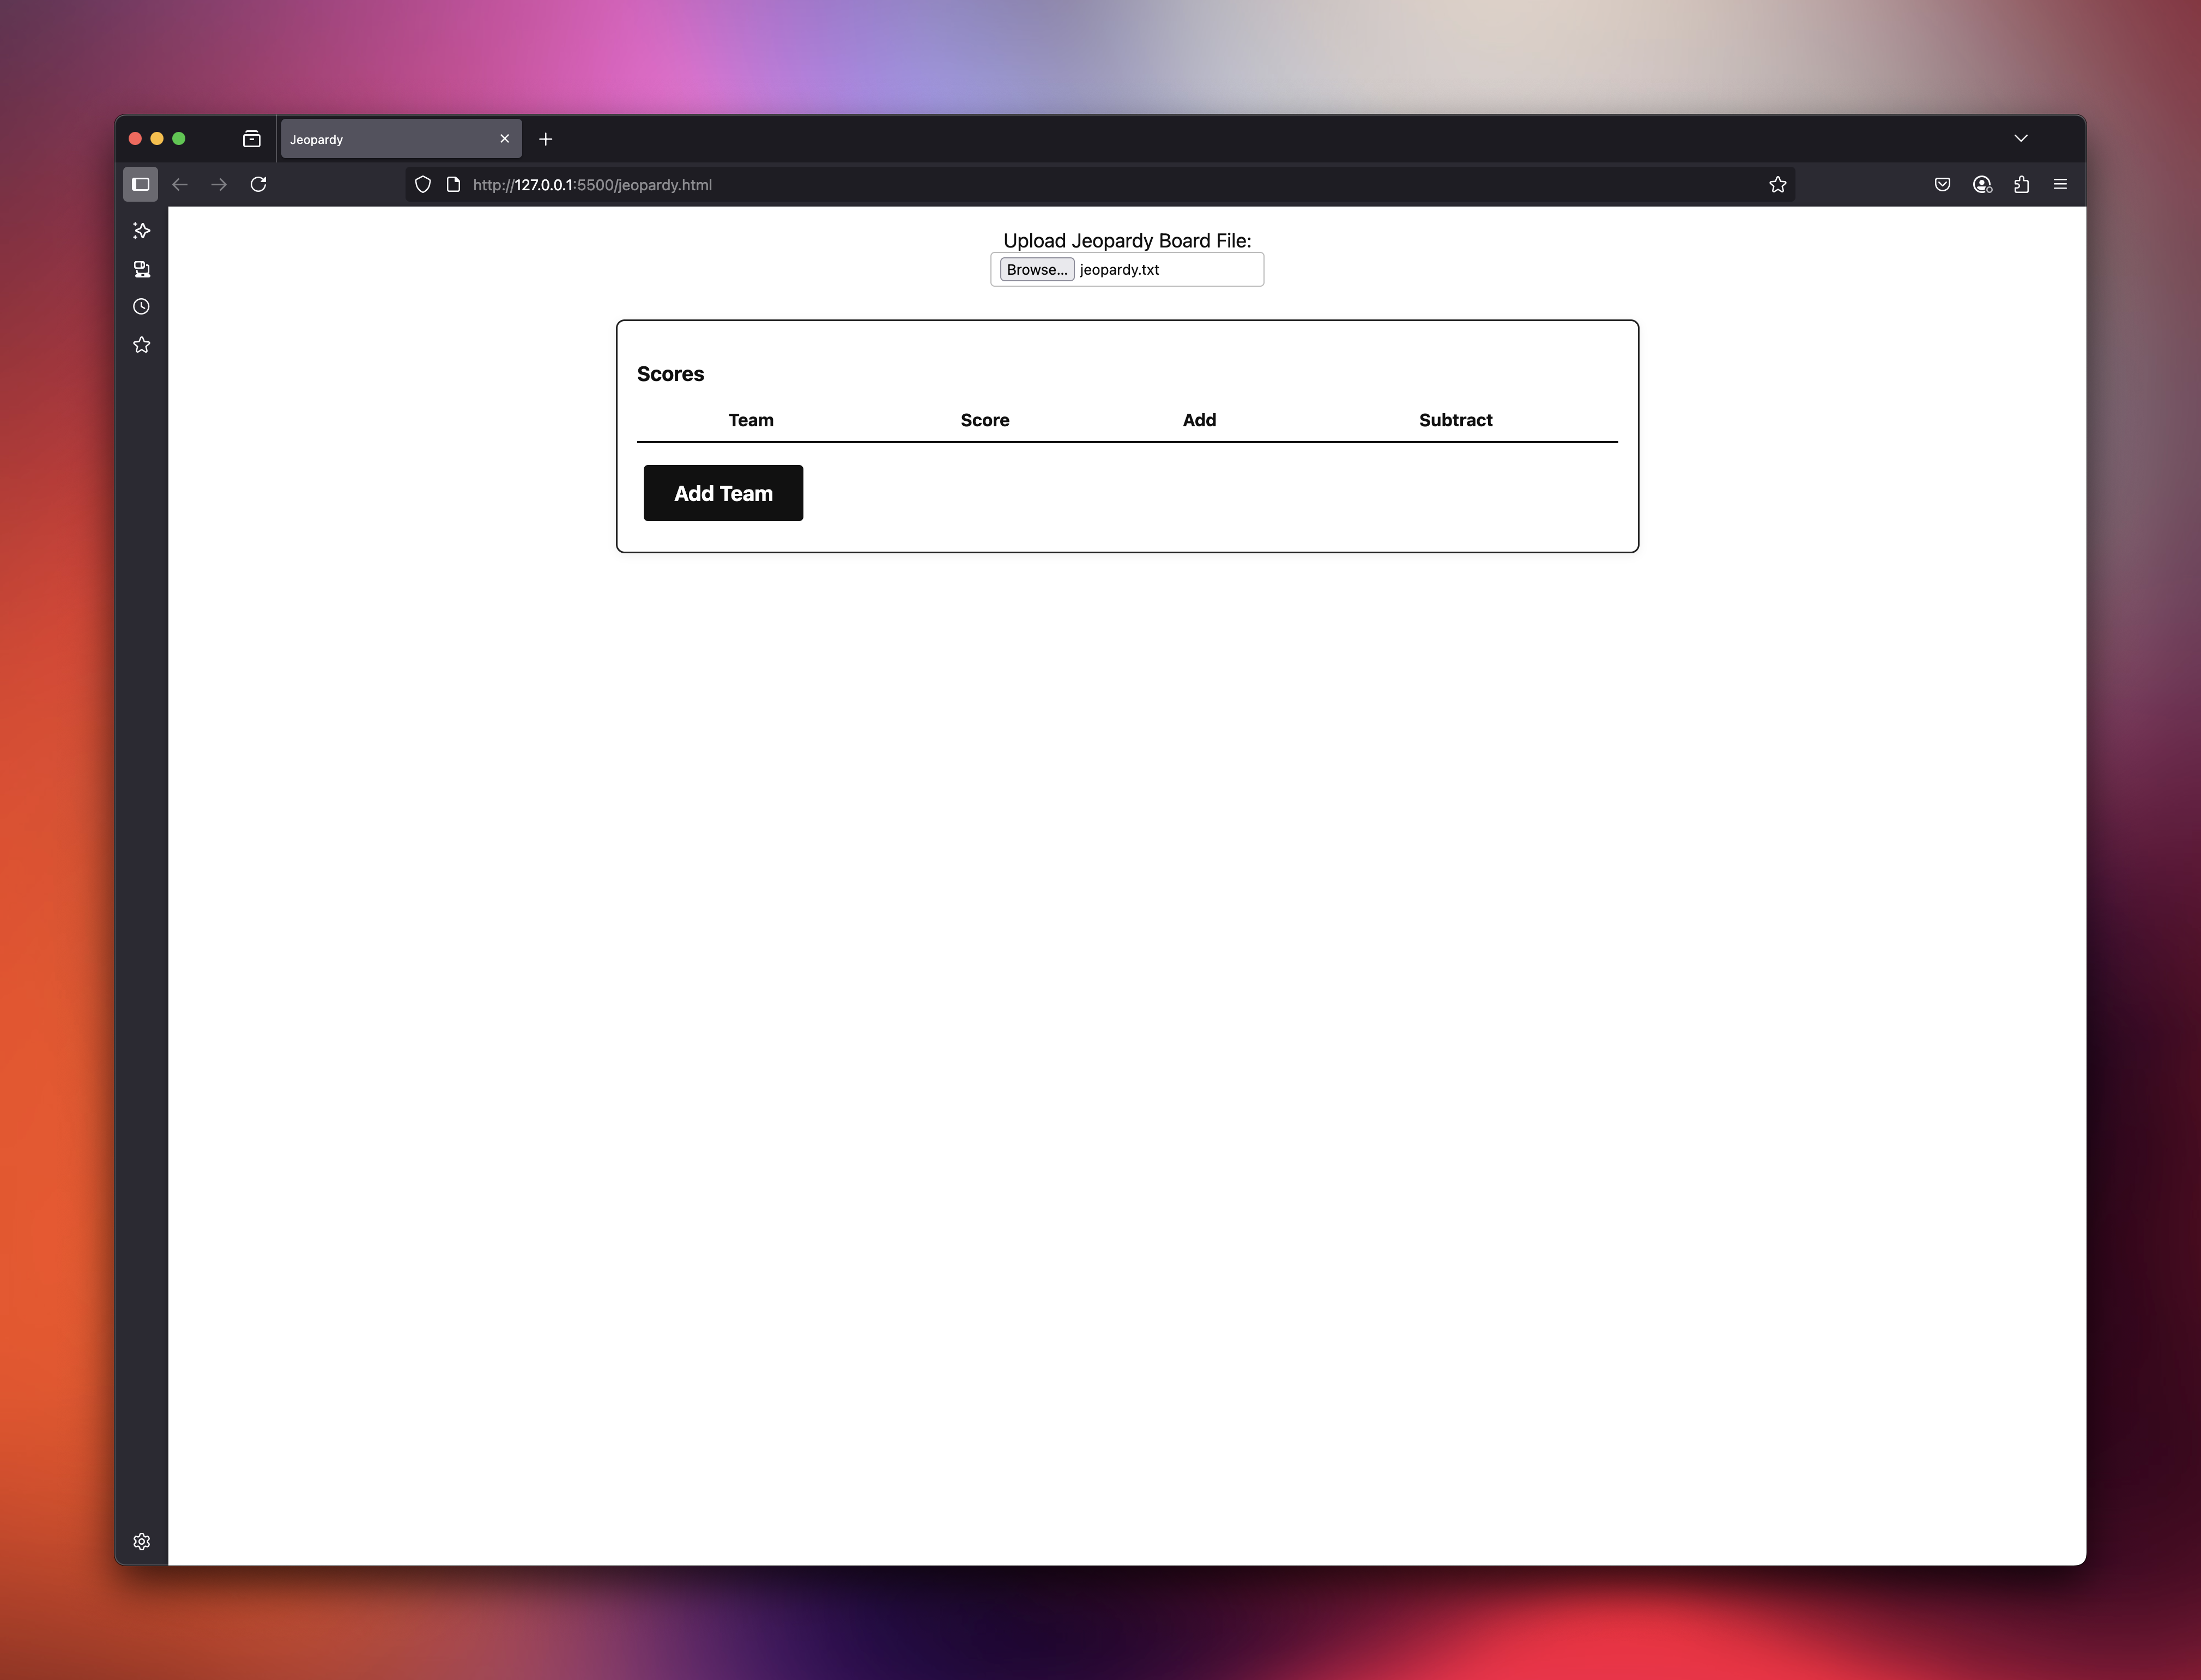 Jeopardy
http://127.0.0.1:5500/jeopardy.html
Upload Jeopardy Board File:
Browse... jeopardy.txt
Scores
Team Score Add Subtract
Add Team